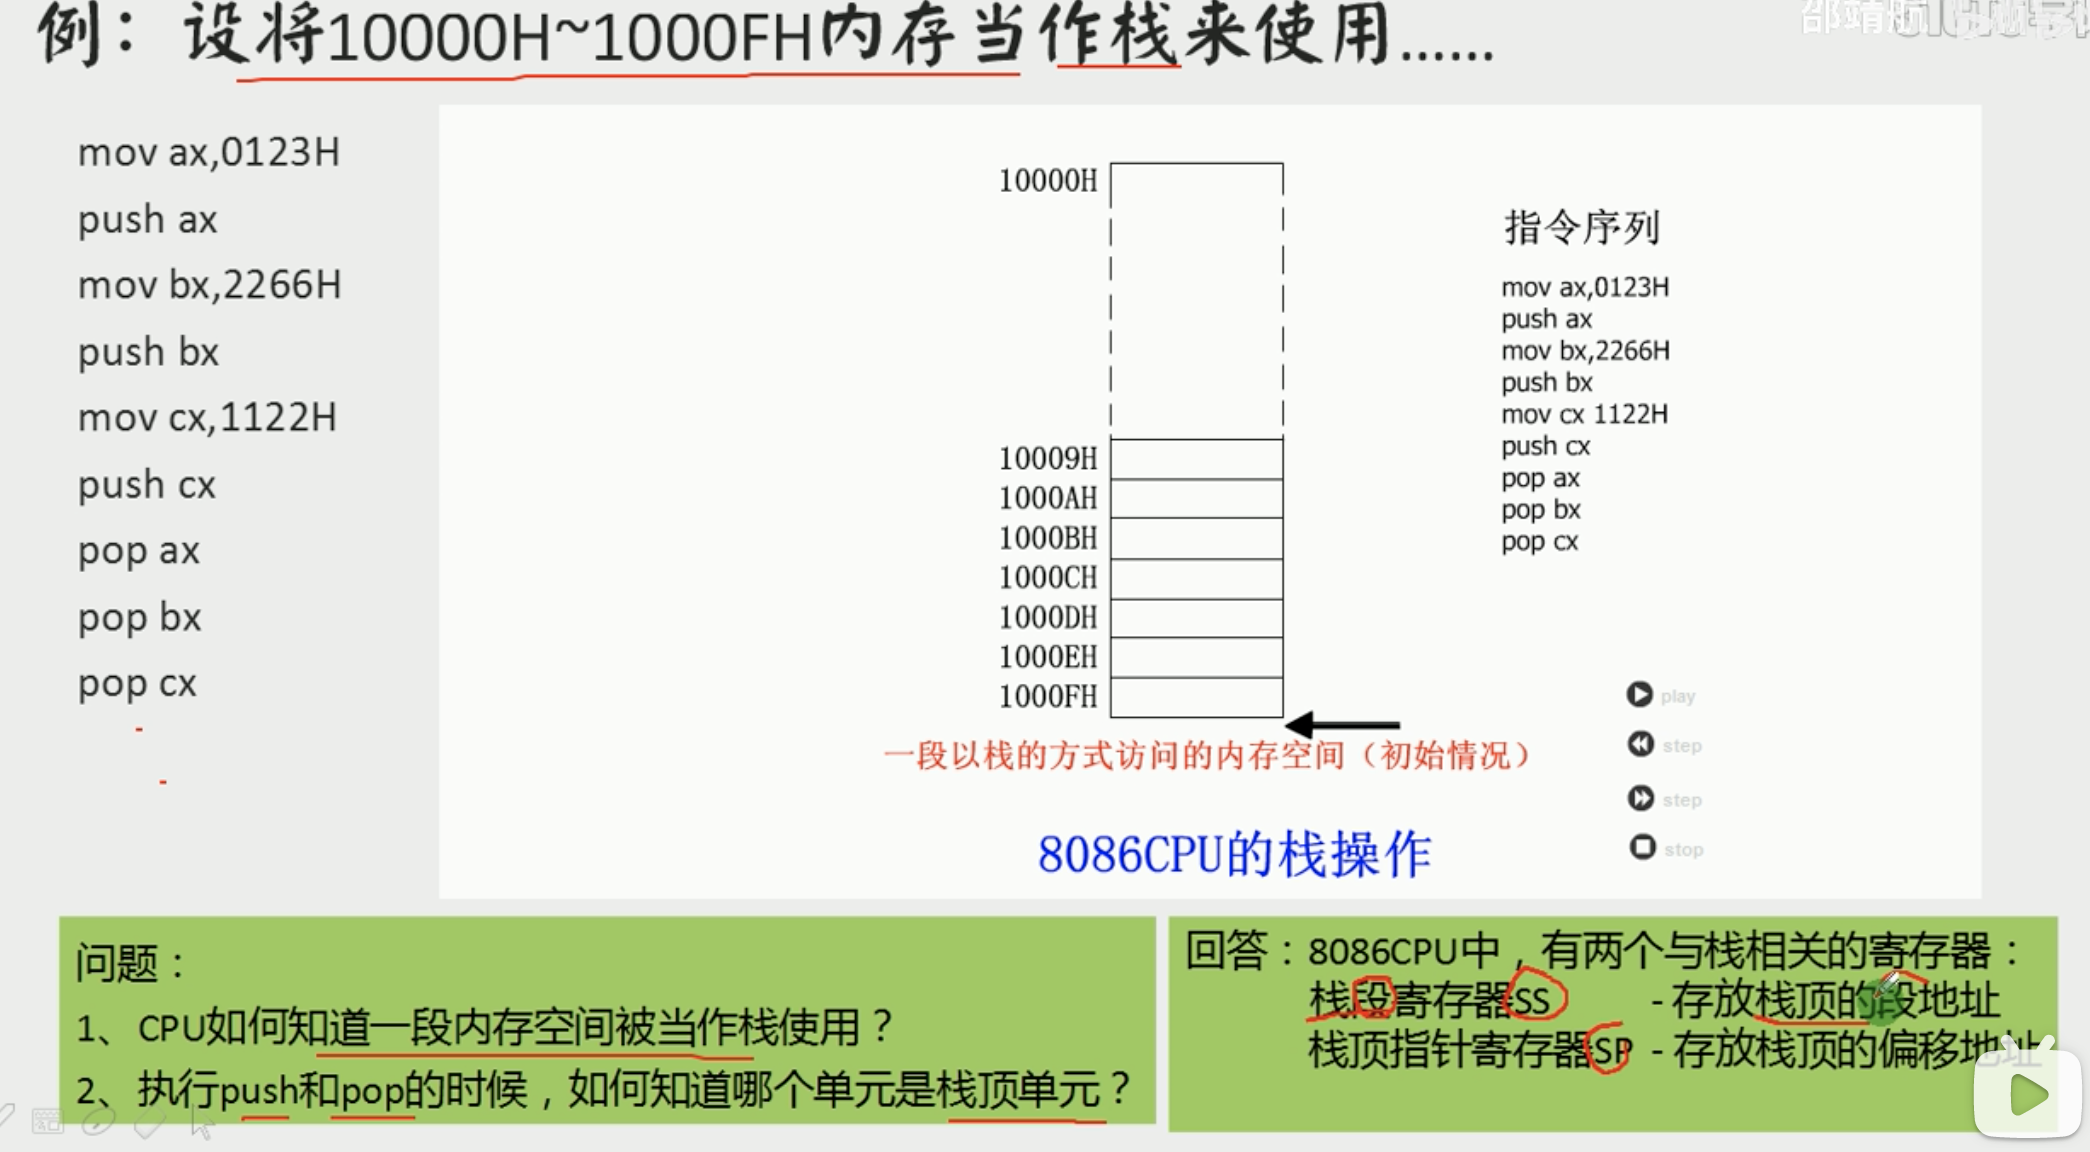 例：设将10000H~1000FH内存当作栈来使用……
mov ax,0123H
push ax
mov bx,2266H
push bx
mov cx,1122H
push cx
pop ax
pop bx
pop cx
10000H
10009H
1000AH
1000BH
1000CH
1000DH
1000EH
1000FH
一段以栈的方式访问的内存空间（初始情况）
8086CPU的栈操作
指令序列
mov ax,0123H
push ax
mov bx,2266H
push bx
mov cx 1122H
push cx
pop ax
pop bx
pop cx
play
step
step
stop
问题：
1、CPU如何知道一段内存空间被当作栈使用？
2、执行push和pop的时候，如何知道哪个单元是栈顶单元？
回答：8086CPU中，有两个与栈相关的寄存器：
栈段寄存器SS - 存放栈顶的段地址
栈顶指针寄存器SP - 存放栈顶的偏移地址